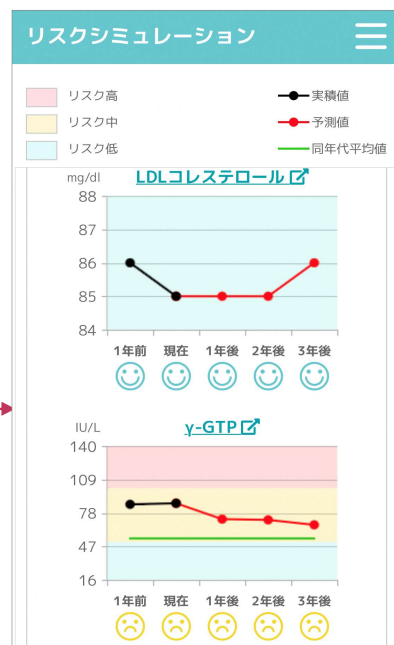 リスクシミュレーション
リスク高
実績値
リスク中
予測値
リスク低
同年代平均値
mg/dl
LDLコレステロール
88
87
86
85
84
1年前 現在 1年後 2年後 3年後
IU/L
γ-GTP
140
109
78
47
16
1年前 現在 1年後 2年後 3年後